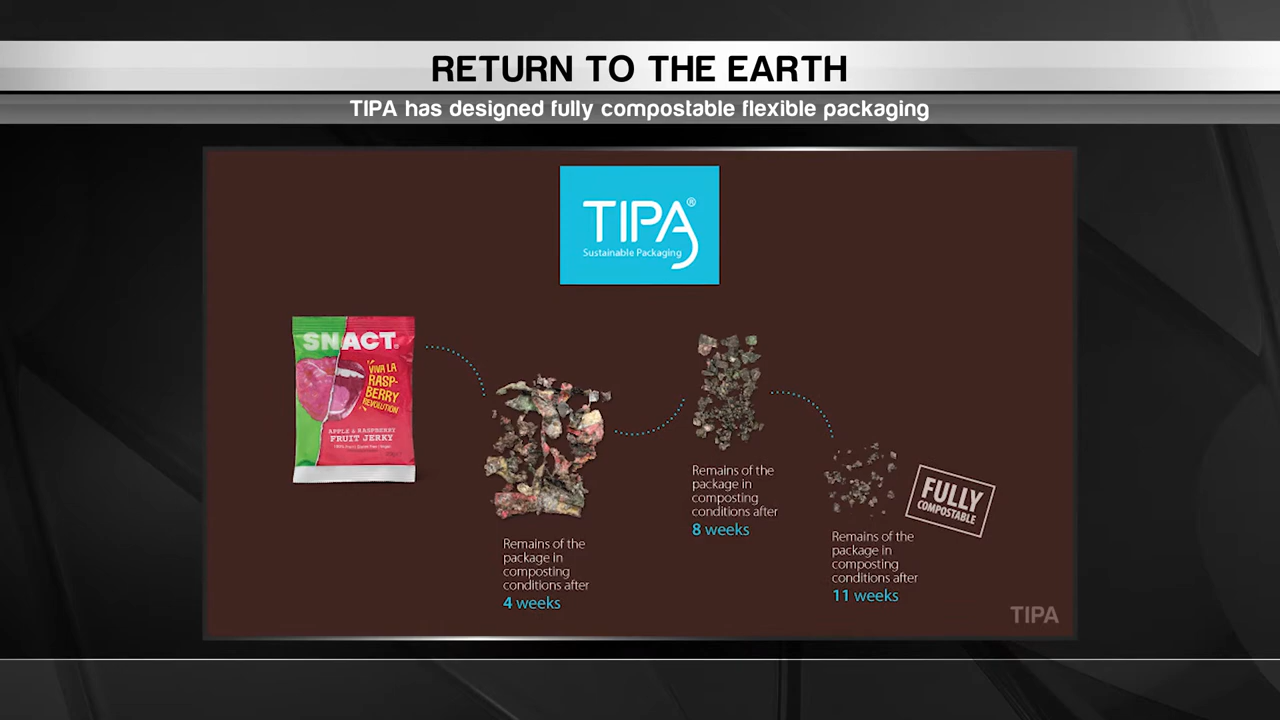 RETURN TO THE EARTH
TIPA has designed fully compostable flexible packaging
TIPA®
Sustainable Packaging
SNACT
VIVA LA
RASP-
BERRY
REVOLUTION
APPLE & RASPBERRY
FRUIT JERKY
Remains of the
package in
composting
conditions after
4 weeks
Remains of the
package in
composting
conditions after
8 weeks
Remains of the
package in
composting
conditions after
11 weeks
FULLY
COMPOSTABLE
TIPA